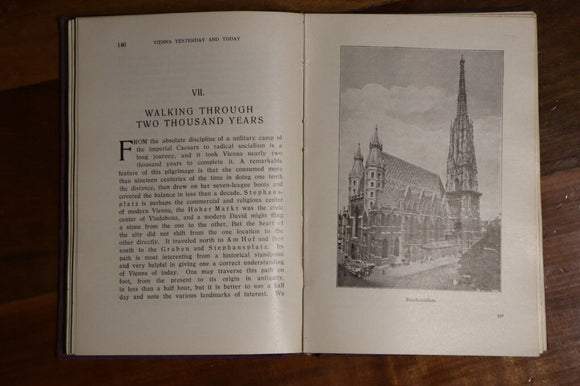 146
VIENNA YESTERDAY AND TODAY
VII.
WALKING THROUGH
TWO THOUSAND YEARS
FROM the absolute discipline of a military camp of
the imperial Caesars to radical socialism is a
long journey, and it took Vienna nearly two
thousand years to complete it. A remarkable
feature of this pilgrimage is that she consumed more
than nineteen centuries of the time in doing one tenth
the distance, then drew on her seven-league boots and
covered the balance in less than a decade. Stephans-
platz is perhaps the commercial and religious center
of modern Vienna, the Hoher Markt was the civic
center of Vindobona, and a modern David might fling
a stone from the one to the other. But the heart of
the city did not shift from the one location to the
other directly. It traveled north to Am Hof and then
south to the Graben and Stephansplatz. Its
path is most interesting from a historical standpoint
and very helpful in giving one a correct understanding
of Vienna of today. One may traverse this path on
foot, from the present to its origin in antiquity,
in less than a half hour, but it is better to use a half
day and note the various landmarks of interest. We